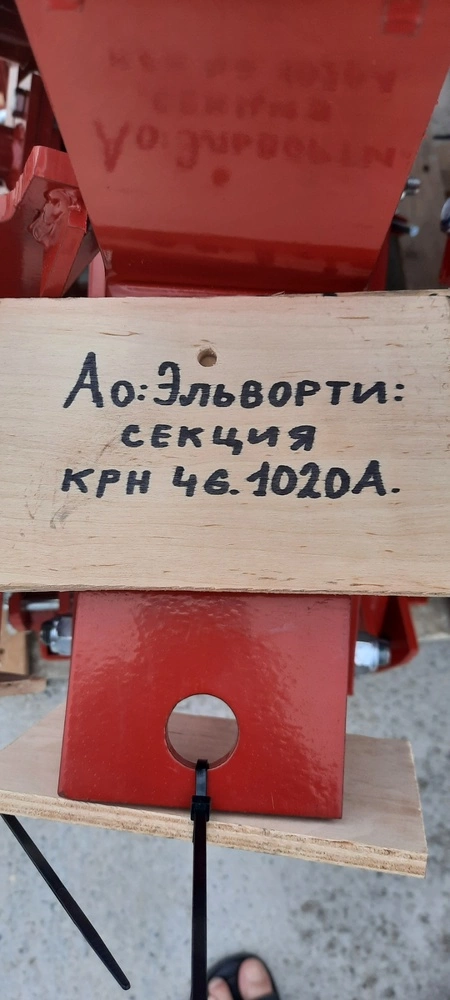 Ао: Эльворти:
секция
КРН 46.1020А.